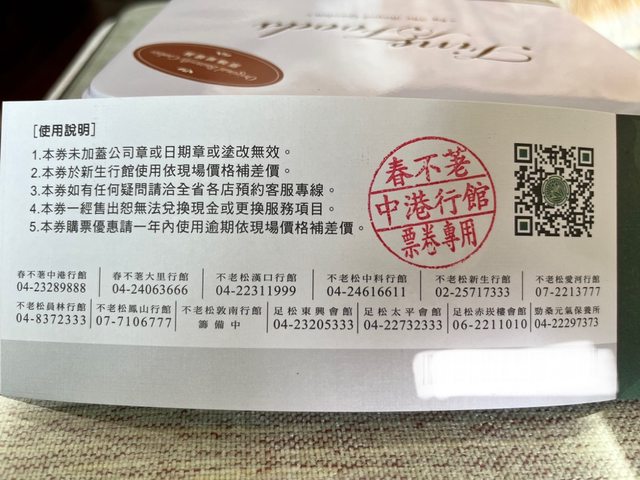 Sing Foods
Original Biscuits Cookies
[使用說明]
1.本券未加蓋公司章或日期章或塗改無效。
2.本券於新生行館使用依現場價格補差價。
3.本券如有任何疑問請洽全省各店預約客服專線。
4.本券一經售出恕無法兌換現金或更換服務項目。
5.本券購票優惠請一年內使用逾期依現場價格補差價。
春不荖
中港行館
票券專用
春不荖中港行館 春不荖大里行館 不老松漢口行館 不老松中科行館 不老松新生行館 不老松愛河行館
04-23289888 04-24063666 04-22311999 04-24616611 02-25717333 07-2213777
不老松員林行館 不老松鳳山行館 不老松敦南行館 足松東興會館 足松太平會館 足松赤崁樓會館 勁桑元氣保養所
04-8372333 07-7106777 籌備中 04-23205333 04-22732333 06-2211010 04-22297373